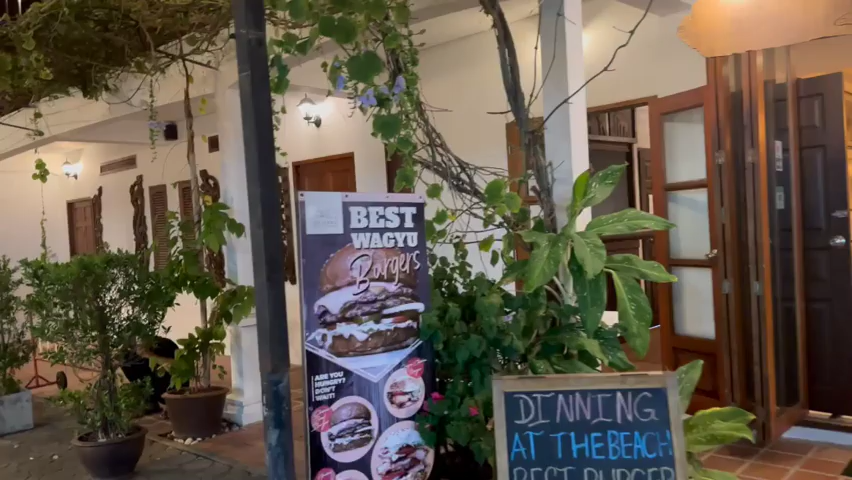 BEST
WAGYU
Burgers
ARE YOU
HUNGRY?
DON'T
WAIT!
DINNING
AT THE BEACH
BEST BURGER